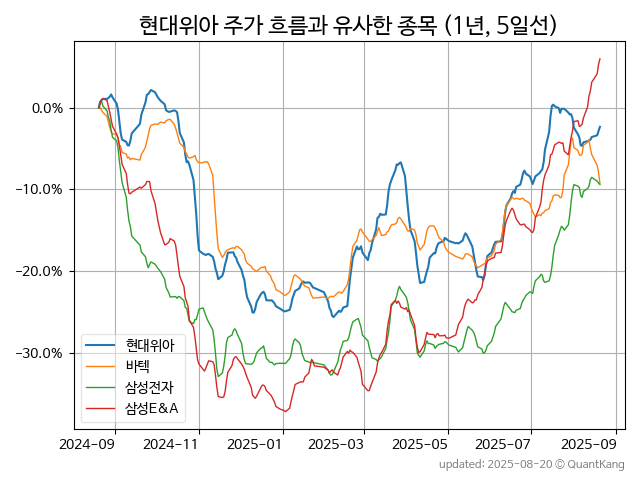 현대위아 주가 흐름과 유사한 종목 (1년, 5일선)
0.0%
−10.0%
−20.0%
−30.0%
현대위아
바텍
삼성전자
삼성E&A
2024-09 2024-11 2025-01 2025-03 2025-05 2025-07 2025-09
updated: 2025-08-20 © QuantKang